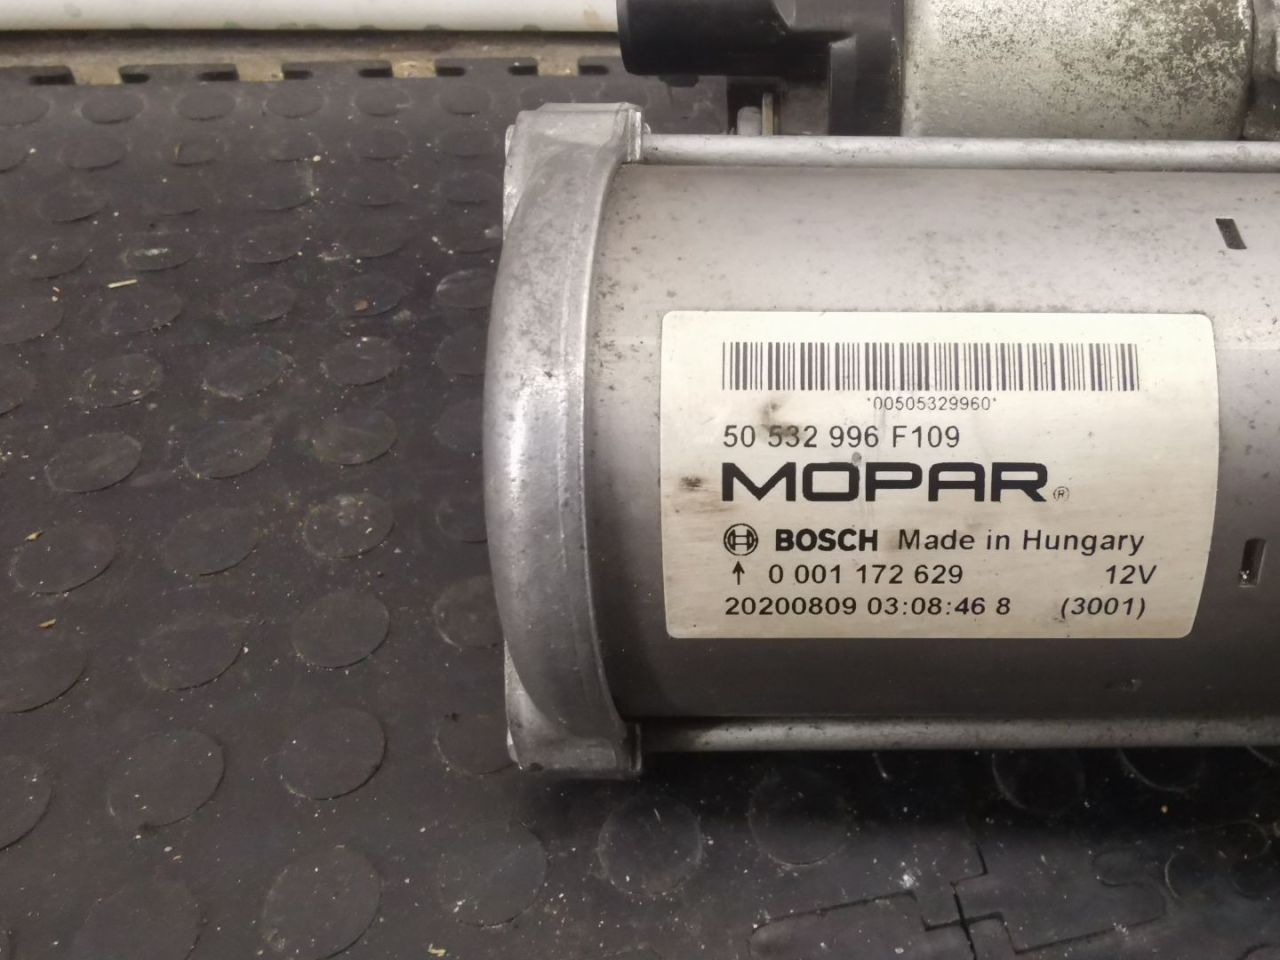 *00505329960*
50 532 996 F109
MOPAR®
BOSCH Made in Hungary
↑ 0 001 172 629 12V
20200809 03:08:46 8 (3001)